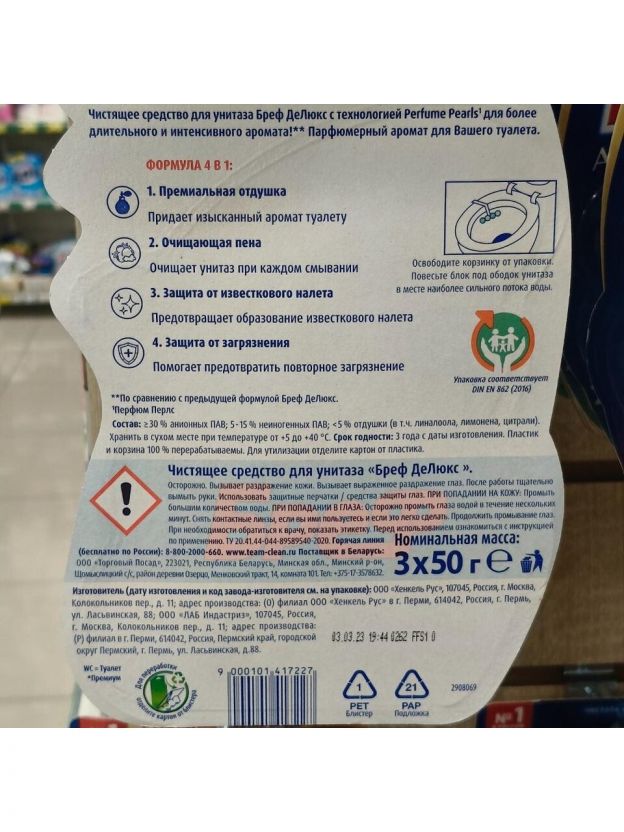 Чистящее средство для унитаза Бреф ДеЛюкс с технологией Perfume Pearls¹ для более
длительного и интенсивного аромата!** Парфюмерный аромат для Вашего туалета.
ФОРМУЛА 4 В 1:
1. Премиальная отдушка
Придает изысканный аромат туалету
2. Очищающая пена
Очищает унитаз при каждом смывании
3. Защита от известкового налета
Предотвращает образование известкового налета
4. Защита от загрязнения
Помогает предотвратить повторное загрязнение
Освободите корзинку от упаковки.
Повесьте блок под ободок унитаза
в месте наиболее сильного потока воды.
Упаковка соответствует
DIN EN 862 (2016)
**По сравнению с предыдущей формулой Бреф ДеЛюкс.
¹Перфюм Перлс
Состав: ≥30 % анионных ПАВ; 5-15 % неионогенных ПАВ; <5 % отдушки (в т.ч. линалоола, лимонена, цитрали).
Хранить в сухом месте при температуре от +5 до +40 °C. Срок годности: 3 года с даты изготовления. Пластик
и корзина 100 % перерабатываемы. Для утилизации отделите картон от пластика.
Чистящее средство для унитаза «Бреф ДеЛюкс ».
Осторожно. Вызывает раздражение кожи. Вызывает выраженное раздражение глаз. После работы тщательно
вымыть руки. Использовать защитные перчатки / средства защиты глаз. ПРИ ПОПАДАНИИ НА КОЖУ: Промыть
большим количеством воды. ПРИ ПОПАДАНИИ В ГЛАЗА: Осторожно промыть глаза водой в течение нескольких
минут. Снять контактные линзы, если вы ими пользуетесь и если это легко сделать. Продолжить промывание глаз.
При необходимости обратиться к врачу, показать этикетку. Перед использованием ознакомиться с инструкцией
по применению. ТУ 20.41.44-044-89589540-2020. Горячая линия
(бесплатно по России): 8-800-2000-660. www.team-clean.ru Поставщик в Беларусь:
ООО «Торговый Посад», 223021, Республика Беларусь, Минская обл., Минский р-он,
Щомыслицкий с/с, район деревни Озерцо, Менковский тракт, 14, комната 101. Тел: +375-17-3578632.
Номинальная масса:
3 x 50 г ℮
Изготовитель (дату изготовления и код завода-изготовителя см. на упаковке): ООО «Хенкель Рус», 107045, Россия, г. Москва,
Колокольников пер., д. 11; адрес производства: (О) филиал ООО «Хенкель Рус» в г. Перми, 614042, Россия, г. Пермь,
ул. Ласьвинская, 88; (W) ООО «ЛАБ Индастриз», 107045, Россия,
г. Москва, Колокольников пер., д. 11; адрес производства:
(Р) филиал в г. Перми, 614042, Россия, Пермский край, городской
округ Пермский, г. Пермь, ул. Ласьвинская, д.88.
03.03.23 19:44 0262 FFS1 0
WC = Туалет
*Премиум
Для переработки
отделите картон от блистера
9 000101 417227
1
PET
Блистер
21
PAP
Подложка
2908069
№ 1